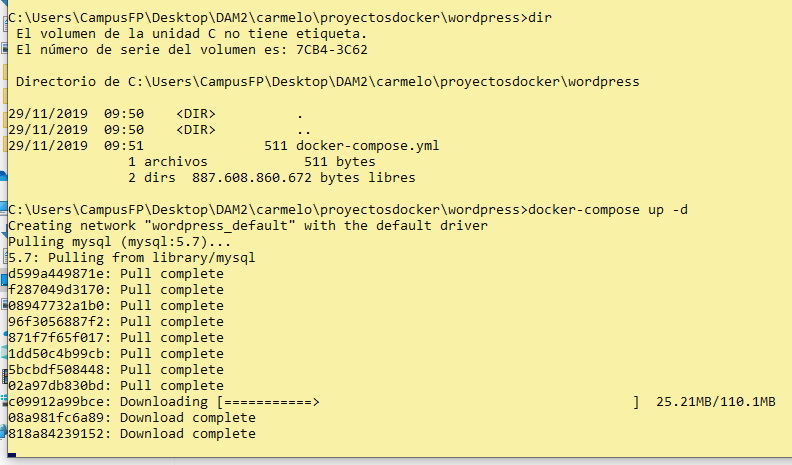 C:\Users\CampusFP\Desktop\DAM2\carmelo\proyectosdocker\wordpress>dir
 El volumen de la unidad C no tiene etiqueta.
 El número de serie del volumen es: 7CB4-3C62

 Directorio de C:\Users\CampusFP\Desktop\DAM2\carmelo\proyectosdocker\wordpress

29/11/2019  09:50    <DIR>          .
29/11/2019  09:50    <DIR>          ..
29/11/2019  09:51               511 docker-compose.yml
               1 archivos            511 bytes
               2 dirs  887.608.860.672 bytes libres

C:\Users\CampusFP\Desktop\DAM2\carmelo\proyectosdocker\wordpress>docker-compose up -d
Creating network "wordpress_default" with the default driver
Pulling mysql (mysql:5.7)...
5.7: Pulling from library/mysql
d599a449871e: Pull complete
f287049d3170: Pull complete
08947732a1b0: Pull complete
96f3056887f2: Pull complete
871f7f65f017: Pull complete
1dd50c4b99cb: Pull complete
5bcbdf508448: Pull complete
02a97db830bd: Pull complete
c09912a99bce: Downloading [===========>                                       ]  25.21MB/110.1MB
08a981fc6a89: Download complete
818a84239152: Download complete